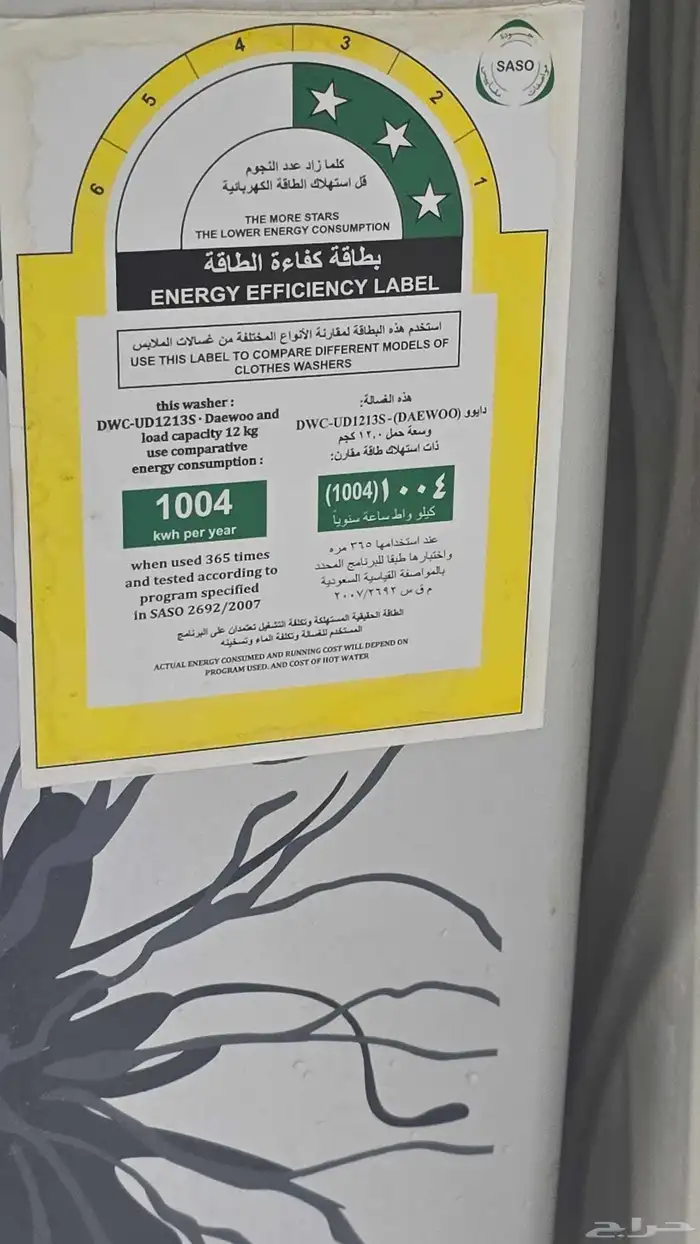 1
2
3
4
5
6
جودة
SASO
مواصفات
مقاييس
كلما زاد عدد النجوم
قل استهلاك الطاقة الكهربائية
THE MORE STARS
THE LOWER ENERGY CONSUMPTION
بطاقة كفاءة الطاقة
ENERGY EFFICIENCY LABEL
استخدم هذه البطاقة لمقارنة الأنواع المختلفة من غسالات الملابس
USE THIS LABEL TO COMPARE DIFFERENT MODELS OF
CLOTHES WASHERS
this washer :
DWC-UD1213S · Daewoo and
load capacity 12 kg
use comparative
energy consumption :
1004
kwh per year
when used 365 times
and tested according to
program specified
in SASO 2692/2007
هذه الغسالة:
دايوو DWC-UD1213S-(DAEWOO)
وسعة حمل ١٢,٠ كجم
ذات استهلاك طاقة مقارن:
١٠٠٤(1004)
كيلو واط ساعة سنوياً
عند استخدامها ٣٦٥ مره
واختبارها طبقا للبرنامج المحدد
بالمواصفة القياسية السعودية
م ق س ٢٠٠٧/٢٦٩٢
الطاقة الحقيقية المستهلكة وتكلفة التشغيل تعتمدان على البرنامج
المستخدم للغسالة وتكلفة الماء وتسخينه
ACTUAL ENERGY CONSUMED AND RUNNING COST WILL DEPEND ON
PROGRAM USED. AND COST OF HOT WATER
حراج